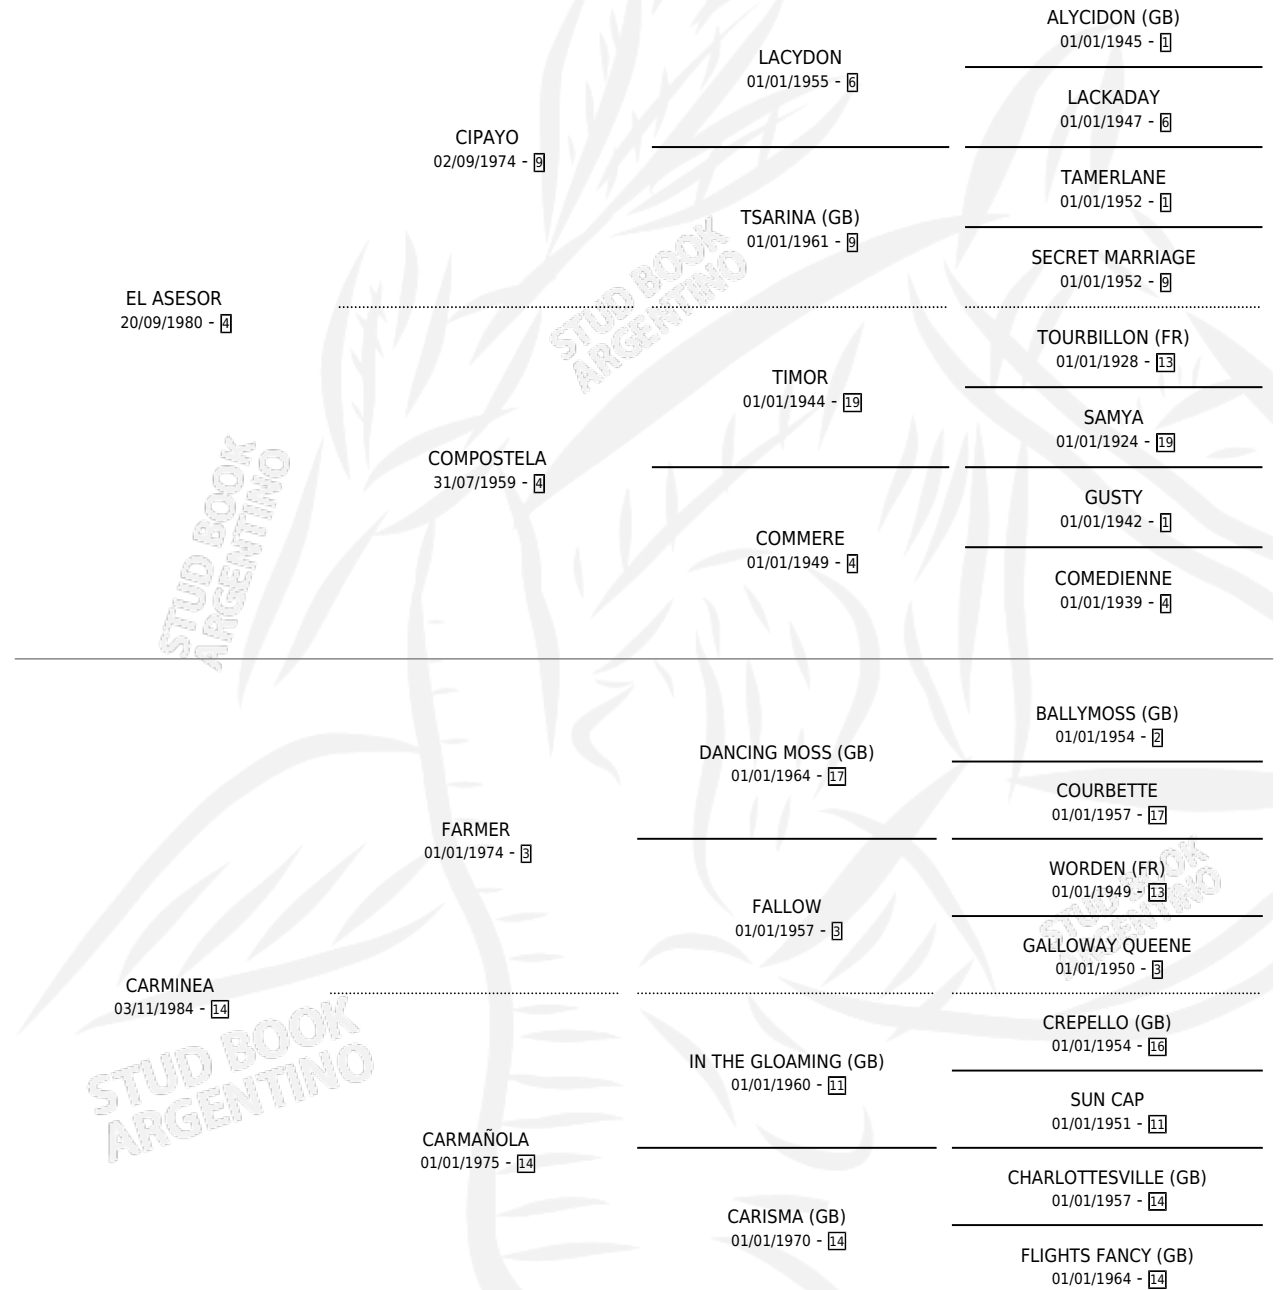 ALYCIDON (GB)
01/01/1945 - 1
LACYDON
01/01/1955 - 6
LACKADAY
01/01/1947 - 6
CIPAYO
02/09/1974 - 9
TAMERLANE
01/01/1952 - 1
TSARINA (GB)
01/01/1961 - 9
SECRET MARRIAGE
01/01/1952 - 9
EL ASESOR
20/09/1980 - 4
TOURBILLON (FR)
01/01/1928 - 13
TIMOR
01/01/1944 - 19
SAMYA
01/01/1924 - 19
COMPOSTELA
31/07/1959 - 4
GUSTY
01/01/1942 - 1
COMMERE
01/01/1949 - 4
COMEDIENNE
01/01/1939 - 4
STUD BOOK
ARGENTINO
STUD BOOK
ARGENTINO
BALLYMOSS (GB)
01/01/1954 - 2
DANCING MOSS (GB)
01/01/1964 - 17
COURBETTE
01/01/1957 - 17
FARMER
01/01/1974 - 3
WORDEN (FR)
01/01/1949 - 13
FALLOW
01/01/1957 - 3
GALLOWAY QUEENE
01/01/1950 - 3
CARMINEA
03/11/1984 - 14
CREPELLO (GB)
01/01/1954 - 16
IN THE GLOAMING (GB)
01/01/1960 - 11
SUN CAP
01/01/1951 - 11
CARMAÑOLA
01/01/1975 - 14
CHARLOTTESVILLE (GB)
01/01/1957 - 14
CARISMA (GB)
01/01/1970 - 14
FLIGHTS FANCY (GB)
01/01/1964 - 14
STUD BOOK
ARGENTINO
STUD BOOK
ARGENTINO